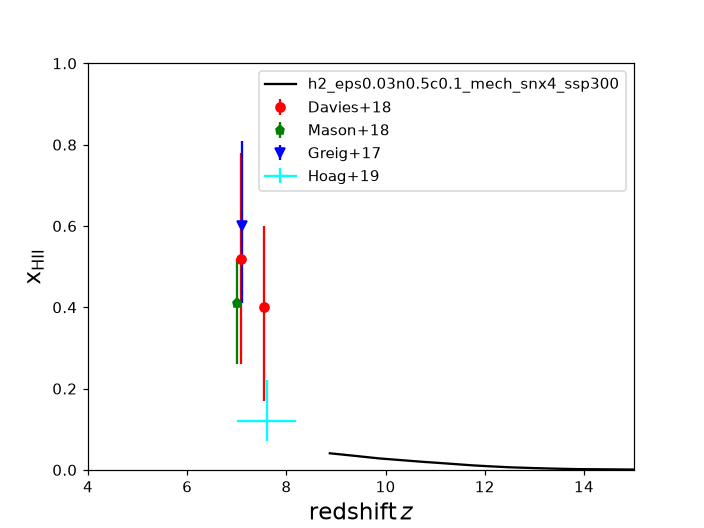 1.0
0.8
0.6
0.4
0.2
0.0
xHII
h2_eps0.03n0.5c0.1_mech_snx4_ssp300
Davies+18
Mason+18
Greig+17
Hoag+19
4 6 8 10 12 14
redshift z